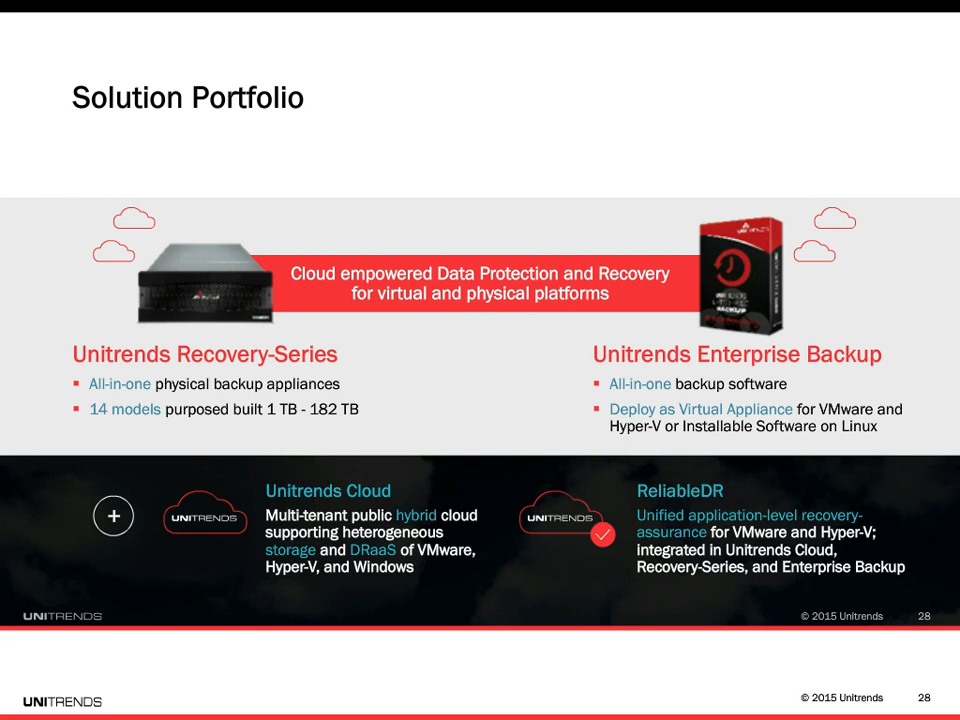 Solution Portfolio
Cloud empowered Data Protection and Recovery
for virtual and physical platforms
Unitrends Recovery-Series
All-in-one physical backup appliances
14 models purposed built 1 TB - 182 TB
BACKUP
Unitrends Enterprise Backup
All-in-one backup software
Deploy as Virtual Appliance for VMware and
Hyper-V or Installable Software on Linux
+
UNITRENDS
Unitrends Cloud
Multi-tenant public hybrid cloud
supporting heterogeneous
storage and DRaaS of VMware,
Hyper-V, and Windows
UNITRENDS
ReliableDR
Unified application-level recovery-
assurance for VMware and Hyper-V;
integrated in Unitrends Cloud,
Recovery-Series, and Enterprise Backup
UNITRENDS
© 2015 Unitrends 28
UNITRENDS
© 2015 Unitrends 28